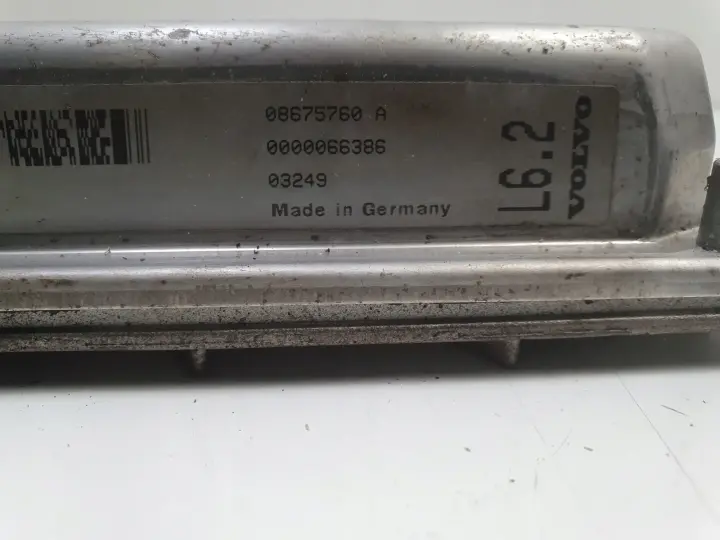 08675760 A
0000066386
03249
Made in Germany
L6.2
VOLVO